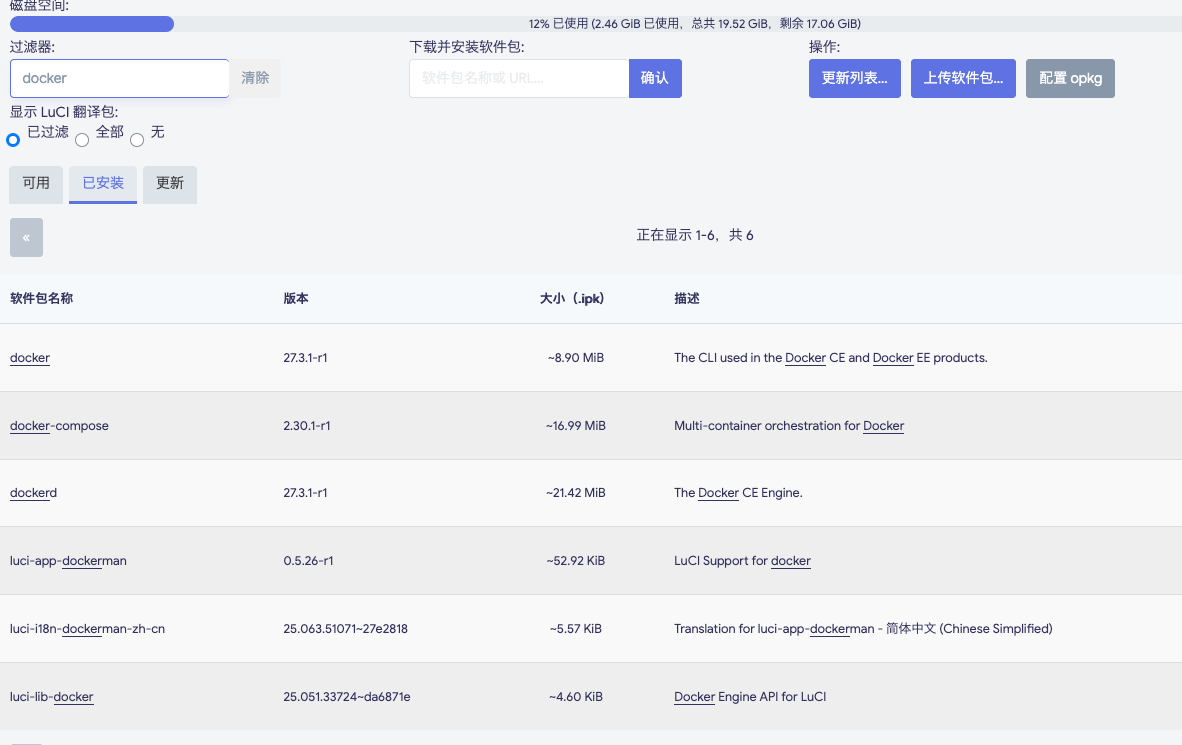 磁盘空间:
12% 已使用 (2.46 GiB 已使用，总共 19.52 GiB，剩余 17.06 GiB)
过滤器:
docker 清除
下载并安装软件包:
软件包名称或 URL... 确认
操作:
更新列表... 上传软件包... 配置 opkg
显示 LuCI 翻译包:
已过滤 全部 无
可用 已安装 更新
« 正在显示 1-6，共 6
软件包名称 版本 大小（.ipk) 描述
docker 27.3.1-r1 ~8.90 MiB The CLI used in the Docker CE and Docker EE products.
docker-compose 2.30.1-r1 ~16.99 MiB Multi-container orchestration for Docker
dockerd 27.3.1-r1 ~21.42 MiB The Docker CE Engine.
luci-app-dockerman 0.5.26-r1 ~52.92 KiB LuCI Support for docker
luci-i18n-dockerman-zh-cn 25.063.51071~27e2818 ~5.57 KiB Translation for luci-app-dockerman - 简体中文 (Chinese Simplified)
luci-lib-docker 25.051.33724~da6871e ~4.60 KiB Docker Engine API for LuCI